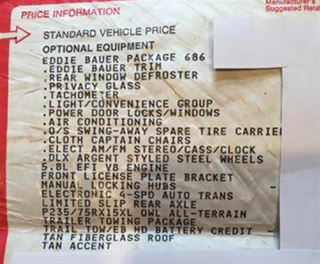 Manufacturer's
PRICE INFORMATION
Suggested Retai
STANDARD VEHICLE PRICE
OPTIONAL EQUIPMENT
EDDIE BAUER PACKAGE 686
.EDDIE BAUER TRIM
.REAR WINDOW DEFROSTER
.PRIVACY GLASS
.TACHOMETER
.LIGHT/CONVENIENCE GROUP
.POWER DOOR LOCKS/WINDOWS
.AIR CONDITIONING
.O/S SWING-AWAY SPARE TIRE CARRIE
.CLOTH CAPTAIN CHAIRS
.ELECT AM/FM STEREO/CASS/CLOCK
.DLX ARGENT STYLED STEEL WHEELS
5.8L EFI V8 ENGINE
FRONT LICENSE PLATE BRACKET
MANUAL LOCKING HUBS
ELECTRONIC 4-SPD AUTO TRANS
LIMITED SLIP REAR AXLE
P235/75RX15XL OWL ALL-TERRAIN
TRAILER TOWING PACKAGE
TRAIL TOW/EB HD BATTERY CREDIT
TAN FIBERGLASS ROOF
TAN ACCENT